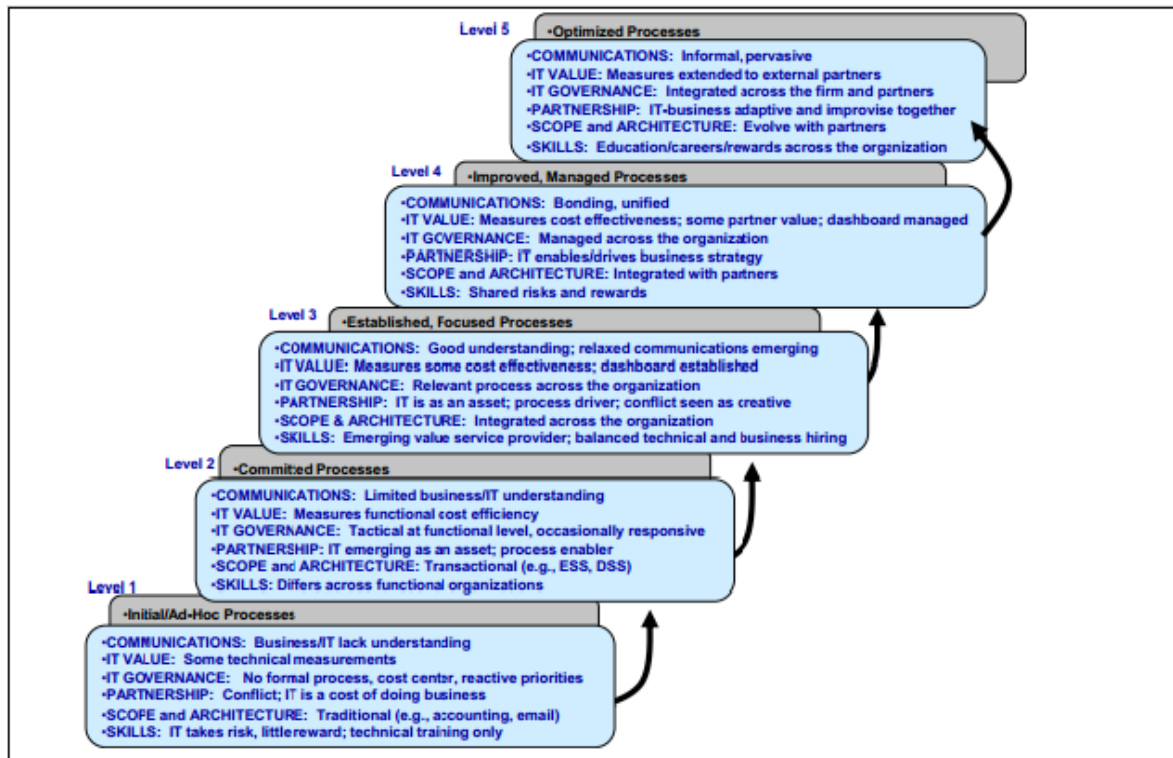 Level 5
•Optimized Processes
•COMMUNICATIONS: Informal, pervasive
•IT VALUE: Measures extended to external partners
•IT GOVERNANCE: Integrated across the firm and partners
•PARTNERSHIP: IT-business adaptive and improvise together
•SCOPE and ARCHITECTURE: Evolve with partners
•SKILLS: Education/careers/rewards across the organization
Level 4
•Improved, Managed Processes
•COMMUNICATIONS: Bonding, unified
•IT VALUE: Measures cost effectiveness; some partner value; dashboard managed
•IT GOVERNANCE: Managed across the organization
•PARTNERSHIP: IT enables/drives business strategy
•SCOPE and ARCHITECTURE: Integrated with partners
•SKILLS: Shared risks and rewards
Level 3
•Established, Focused Processes
•COMMUNICATIONS: Good understanding; relaxed communications emerging
•IT VALUE: Measures some cost effectiveness; dashboard established
•IT GOVERNANCE: Relevant process across the organization
•PARTNERSHIP: IT is as an asset; process driver; conflict seen as creative
•SCOPE & ARCHITECTURE: Integrated across the organization
•SKILLS: Emerging value service provider; balanced technical and business hiring
Level 2
•Committed Processes
•COMMUNICATIONS: Limited business/IT understanding
•IT VALUE: Measures functional cost efficiency
•IT GOVERNANCE: Tactical at functional level, occasionally responsive
•PARTNERSHIP: IT emerging as an asset; process enabler
•SCOPE and ARCHITECTURE: Transactional (e.g., ESS, DSS)
•SKILLS: Differs across functional organizations
Level 1
•Initial/Ad-Hoc Processes
•COMMUNICATIONS: Business/IT lack understanding
•IT VALUE: Some technical measurements
•IT GOVERNANCE: No formal process, cost center, reactive priorities
•PARTNERSHIP: Conflict; IT is a cost of doing business
•SCOPE and ARCHITECTURE: Traditional (e.g., accounting, email)
•SKILLS: IT takes risk, little reward; technical training only